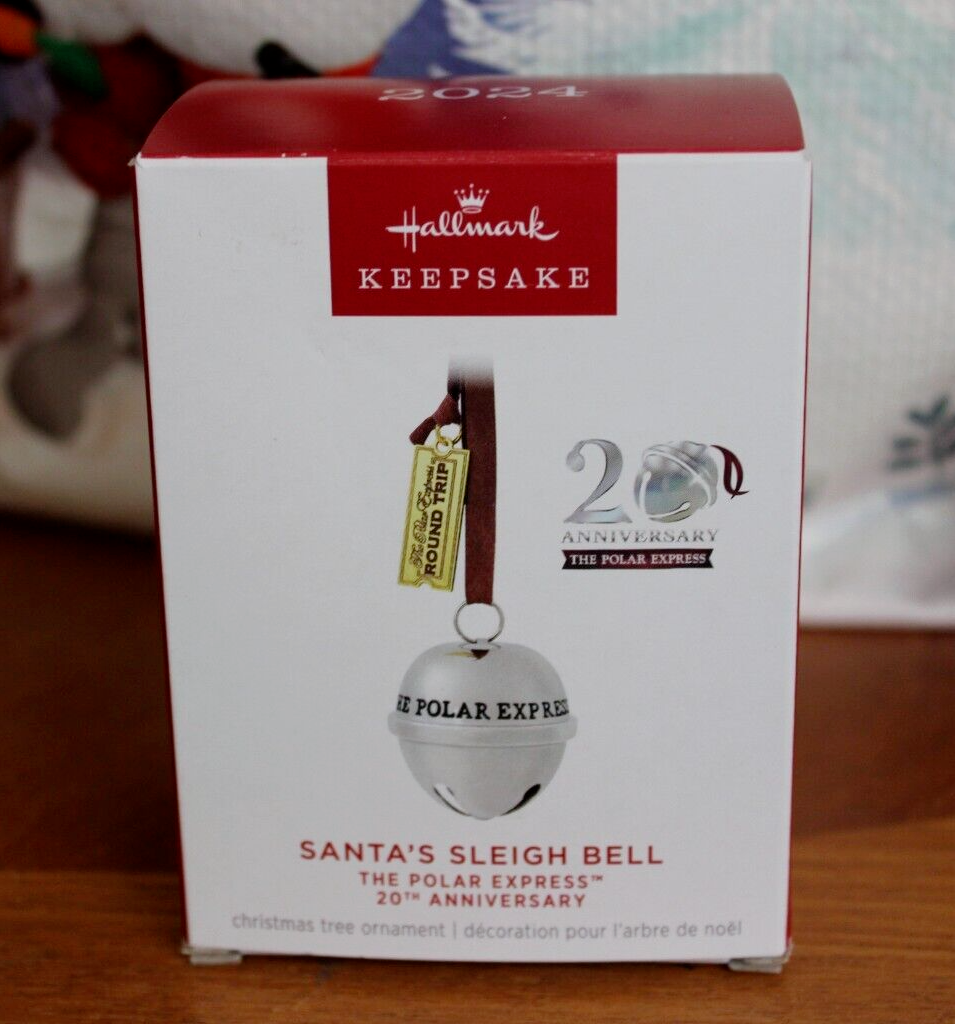 2024
Hallmark
KEEPSAKE
The Polar Express
ROUND TRIP
20
ANNIVERSARY
THE POLAR EXPRESS
HE POLAR EXPRESS
SANTA'S SLEIGH BELL
THE POLAR EXPRESS™
20TH ANNIVERSARY
christmas tree ornament | décoration pour l'arbre de noël